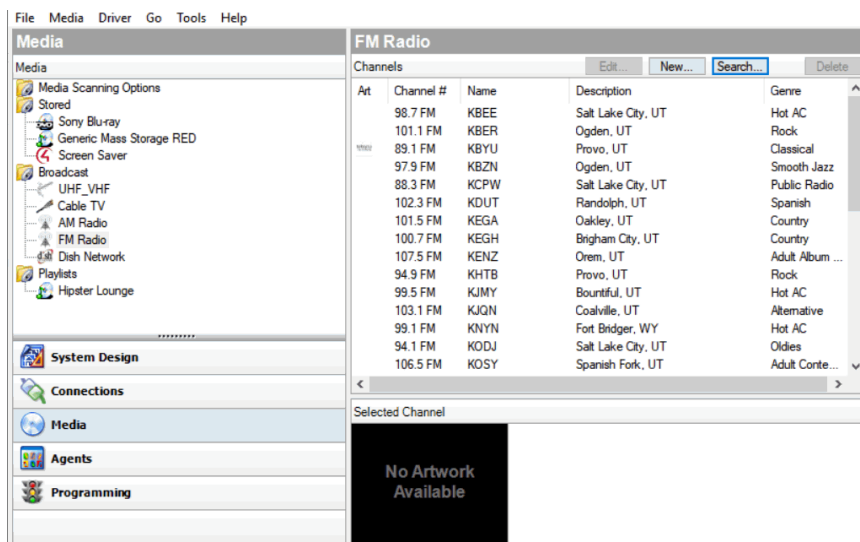 File Media Driver Go Tools Help
Media
Media
Media Scanning Options
Stored
Sony Blu-ray
Generic Mass Storage RED
Screen Saver
Broadcast
UHF_VHF
Cable TV
AM Radio
FM Radio
Dish Network
Playlists
Hipster Lounge
System Design
Connections
Media
Agents
Programming
FM Radio
Channels Edit... New... Search... Delete
Art Channel # Name Description Genre
98.7 FM KBEE Salt Lake City, UT Hot AC
101.1 FM KBER Ogden, UT Rock
89.1 FM KBYU Provo, UT Classical
97.9 FM KBZN Ogden, UT Smooth Jazz
88.3 FM KCPW Salt Lake City, UT Public Radio
102.3 FM KDUT Randolph, UT Spanish
101.5 FM KEGA Oakley, UT Country
100.7 FM KEGH Brigham City, UT Country
107.5 FM KENZ Orem, UT Adult Album ...
94.9 FM KHTB Provo, UT Rock
99.5 FM KJMY Bountiful, UT Hot AC
103.1 FM KJQN Coalville, UT Alternative
99.1 FM KNYN Fort Bridger, WY Hot AC
94.1 FM KODJ Salt Lake City, UT Oldies
106.5 FM KOSY Spanish Fork, UT Adult Conte...
Selected Channel
No Artwork
Available